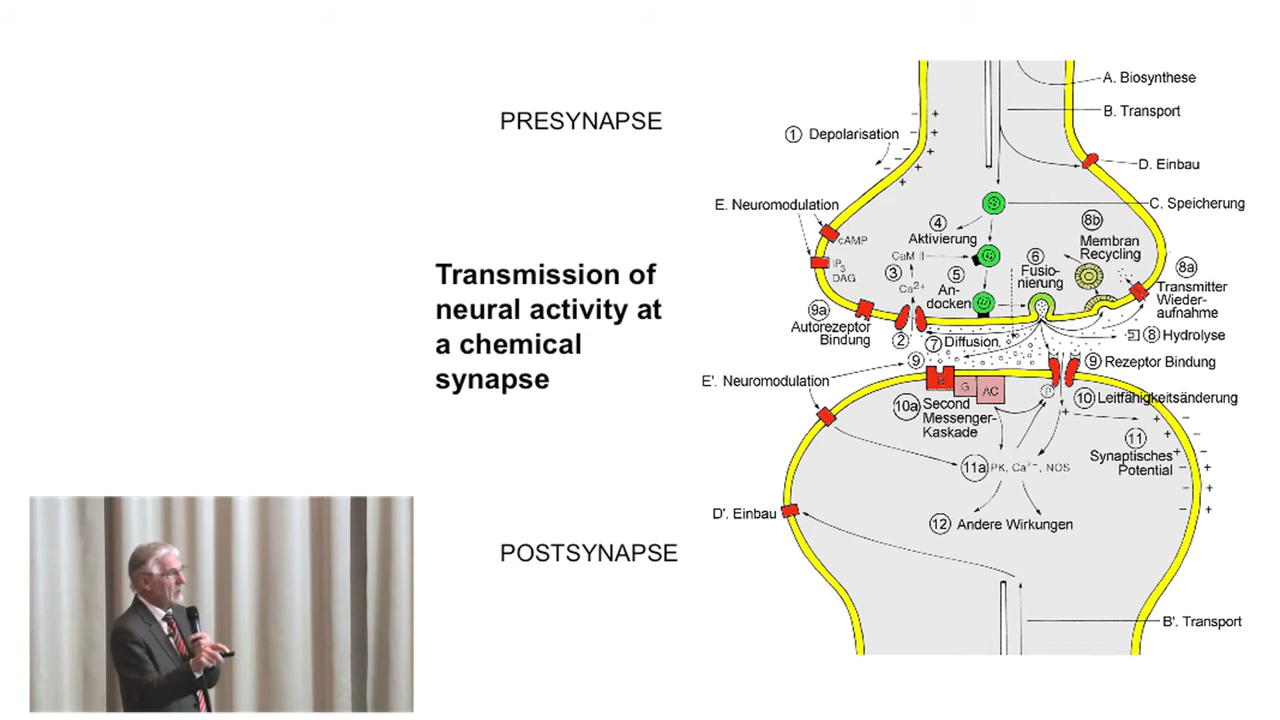 PRESYNAPSE
Transmission of
neural activity at
a chemical
synapse
POSTSYNAPSE
A. Biosynthese
B. Transport
1 Depolarisation
D. Einbau
E. Neuromodulation
C. Speicherung
4
Aktivierung
8b
Membran
Recycling
cAMP
IP3
DAG
CaM II
3
Ca2+
5
An-
docken
6
Fusio-
nierung
8a
Transmitter
Wieder-
aufnahme
9a
Autorezeptor
Bindung
2
7 Diffusion
8 Hydrolyse
9
9 Rezeptor Bindung
E'. Neuromodulation
R
G
AC
P
10a Second
Messenger-
Kaskade
10 Leitfähigkeitsänderung
11
Synaptisches
Potential
11a PK, Ca2–, NOS
D'. Einbau
12 Andere Wirkungen
B'. Transport